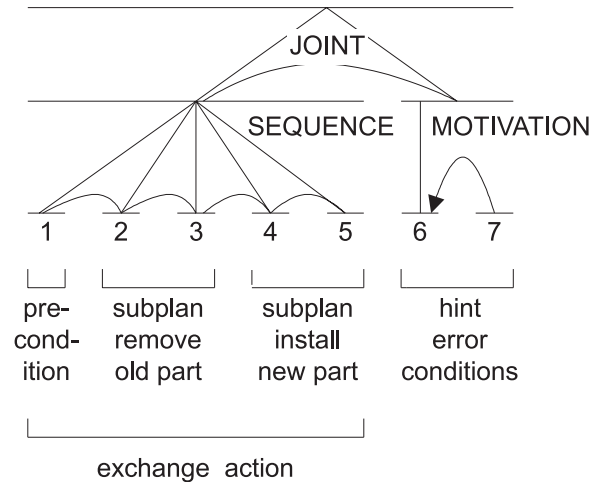 JOINT
SEQUENCE MOTIVATION
1 2 3 4 5 6 7
pre- subplan subplan hint
cond- remove install error
ition old part new part conditions
exchange action